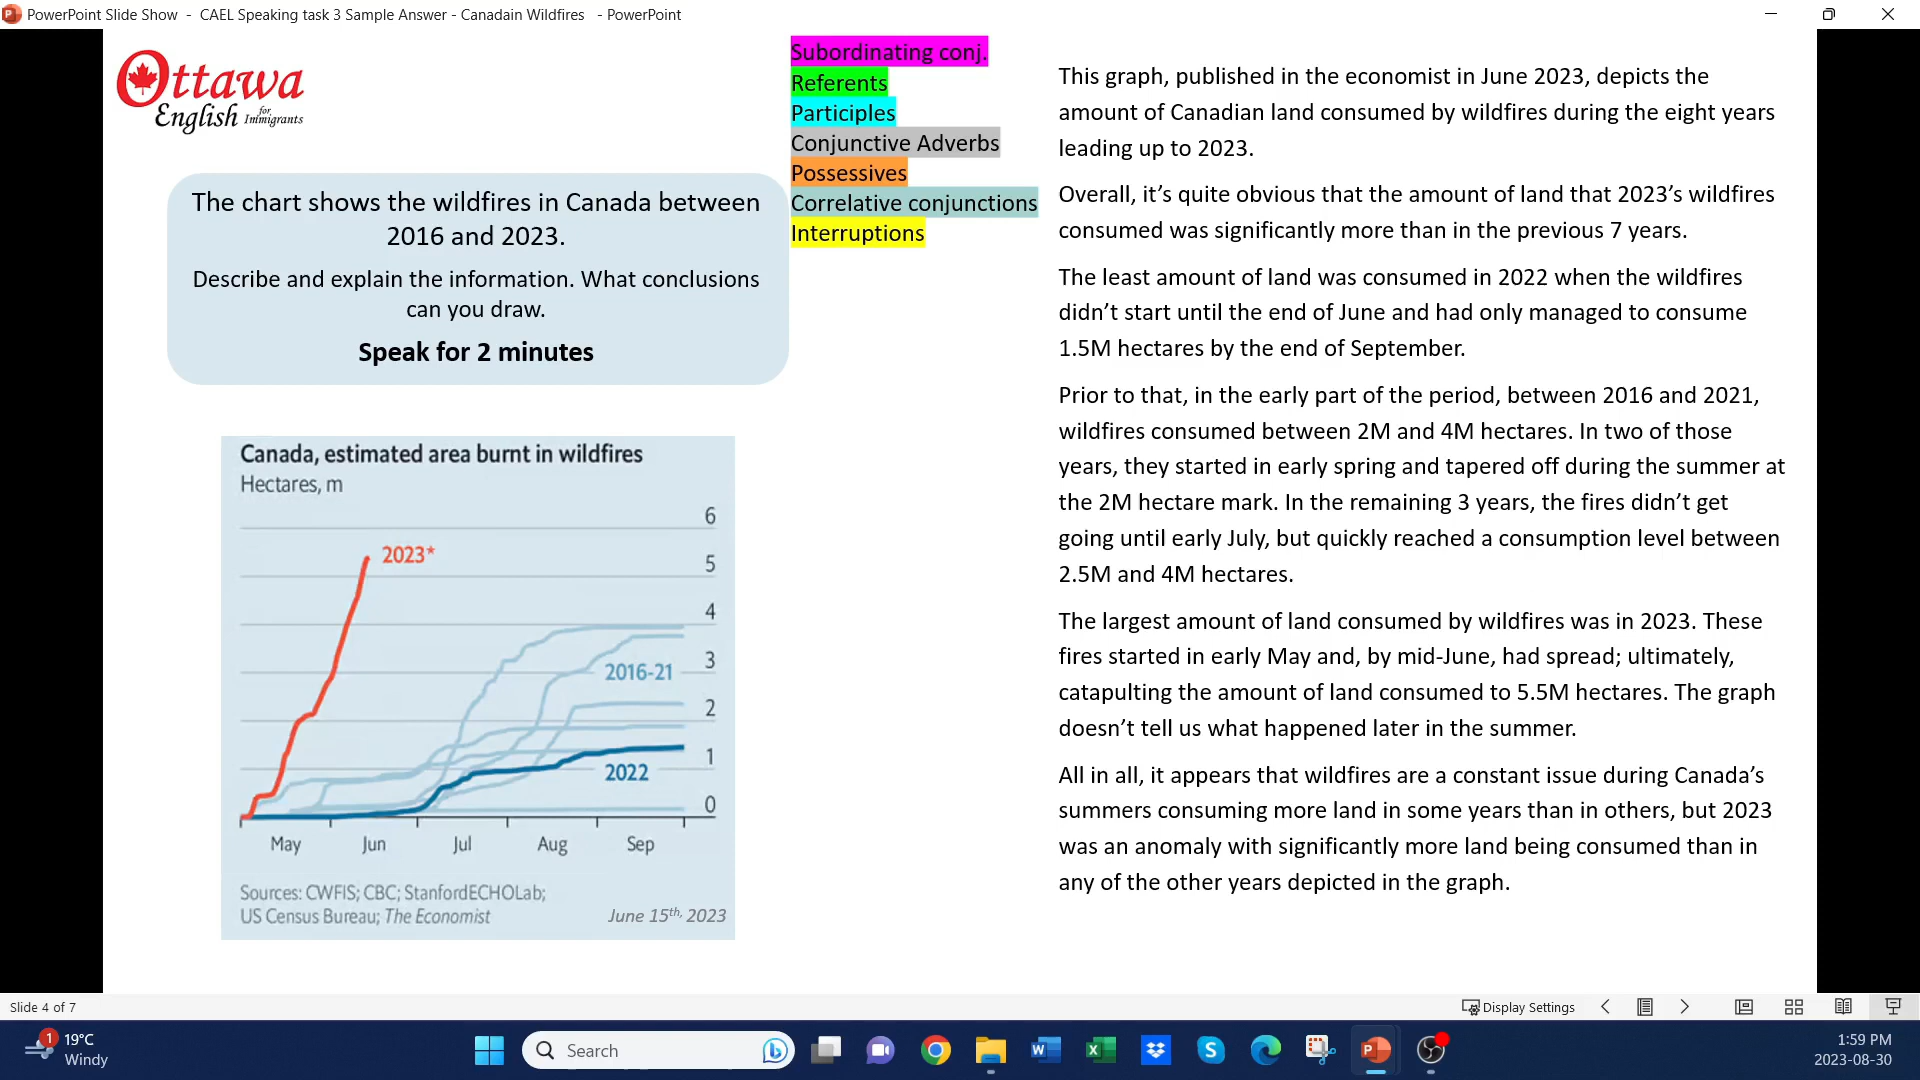 PowerPoint Slide Show - CAEL Speaking task 3 Sample Answer - Canadain Wildfires - PowerPoint
Ottawa
English for Immigrants
The chart shows the wildfires in Canada between
2016 and 2023.
Describe and explain the information. What conclusions
can you draw.
Speak for 2 minutes
Canada, estimated area burnt in wildfires
Hectares, m
6
2023*
5
4
3
2016-21
2
1
2022
0
May Jun Jul Aug Sep
Sources: CWFIS; CBC; StanfordECHOLab;
US Census Bureau; The Economist
June 15th, 2023
Subordinating conj.
Referents
Participles
Conjunctive Adverbs
Possessives
Correlative conjunctions
Interruptions
This graph, published in the economist in June 2023, depicts the
amount of Canadian land consumed by wildfires during the eight years
leading up to 2023.
Overall, it’s quite obvious that the amount of land that 2023’s wildfires
consumed was significantly more than in the previous 7 years.
The least amount of land was consumed in 2022 when the wildfires
didn’t start until the end of June and had only managed to consume
1.5M hectares by the end of September.
Prior to that, in the early part of the period, between 2016 and 2021,
wildfires consumed between 2M and 4M hectares. In two of those
years, they started in early spring and tapered off during the summer at
the 2M hectare mark. In the remaining 3 years, the fires didn’t get
going until early July, but quickly reached a consumption level between
2.5M and 4M hectares.
The largest amount of land consumed by wildfires was in 2023. These
fires started in early May and, by mid-June, had spread; ultimately,
catapulting the amount of land consumed to 5.5M hectares. The graph
doesn’t tell us what happened later in the summer.
All in all, it appears that wildfires are a constant issue during Canada’s
summers consuming more land in some years than in others, but 2023
was an anomaly with significantly more land being consumed than in
any of the other years depicted in the graph.
Slide 4 of 7
Display Settings
1
19°C
Windy
Search
1:59 PM
2023-08-30